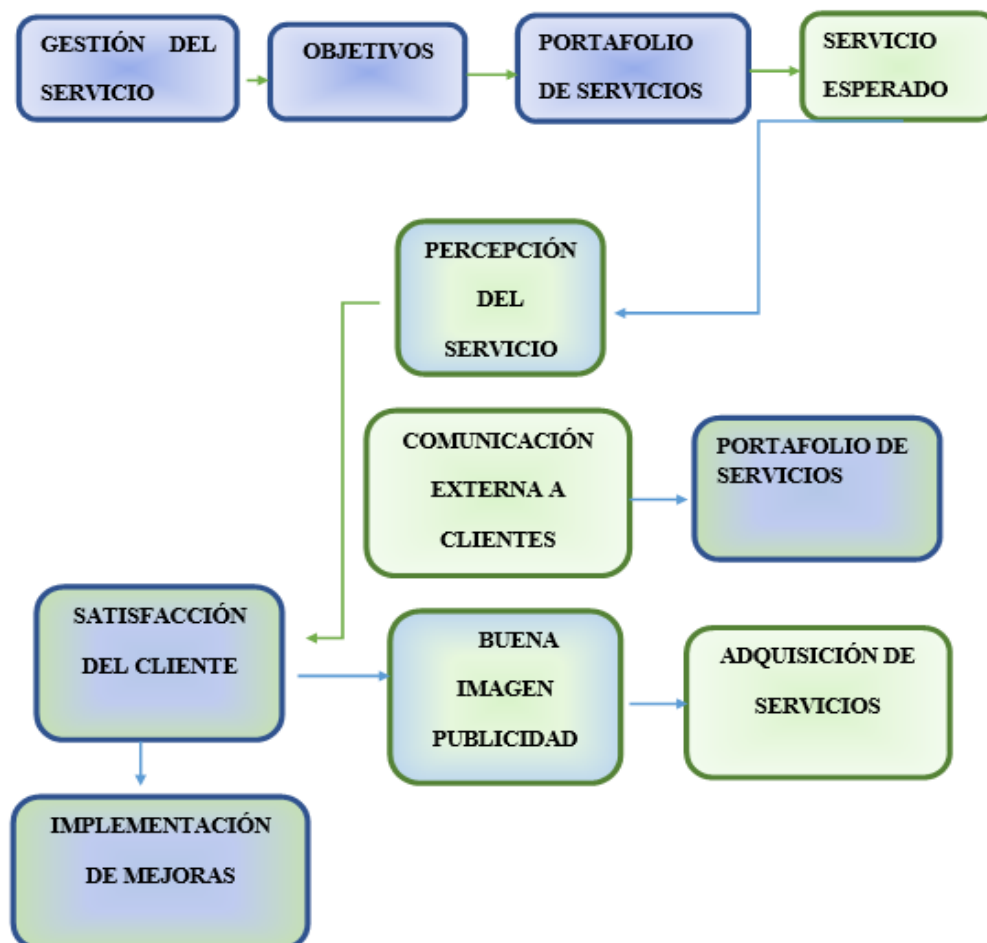 GESTIÓN DEL
SERVICIO
OBJETIVOS
PORTAFOLIO
DE SERVICIOS
SERVICIO
ESPERADO
PERCEPCIÓN
DEL
SERVICIO
COMUNICACIÓN
EXTERNA A
CLIENTES
PORTAFOLIO DE
SERVICIOS
SATISFACCIÓN
DEL CLIENTE
BUENA
IMAGEN
PUBLICIDAD
ADQUISICIÓN DE
SERVICIOS
IMPLEMENTACIÓN
DE MEJORAS